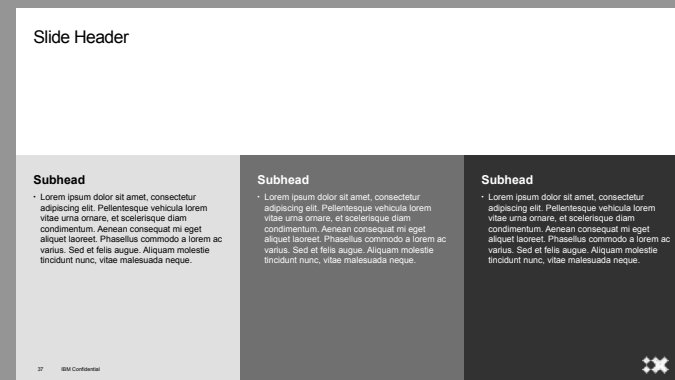 Slide Header
Subhead
· Lorem ipsum dolor sit amet, consectetur
adipiscing elit. Pellentesque vehicula lorem
vitae urna ornare, et scelerisque diam
condimentum. Aenean consequat mi eget
aliquet laoreet. Phasellus commodo a lorem ac
varius. Sed et felis augue. Aliquam molestie
tincidunt nunc, vitae malesuada neque.
Subhead
· Lorem ipsum dolor sit amet, consectetur
adipiscing elit. Pellentesque vehicula lorem
vitae urna ornare, et scelerisque diam
condimentum. Aenean consequat mi eget
aliquet laoreet. Phasellus commodo a lorem ac
varius. Sed et felis augue. Aliquam molestie
tincidunt nunc, vitae malesuada neque.
Subhead
· Lorem ipsum dolor sit amet, consectetur
adipiscing elit. Pellentesque vehicula lorem
vitae urna ornare, et scelerisque diam
condimentum. Aenean consequat mi eget
aliquet laoreet. Phasellus commodo a lorem ac
varius. Sed et felis augue. Aliquam molestie
tincidunt nunc, vitae malesuada neque.
37 IBM Confidential